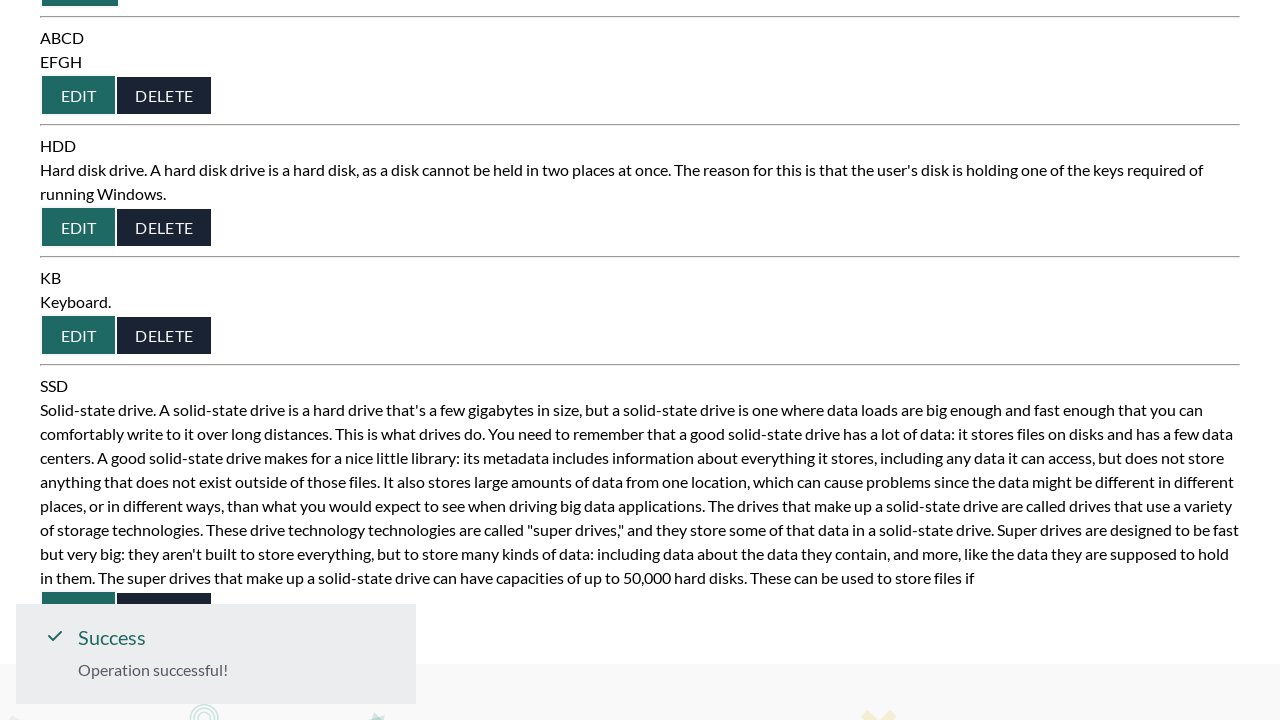 ABCD
EFGH
EDIT DELETE
HDD
Hard disk drive. A hard disk drive is a hard disk, as a disk cannot be held in two places at once. The reason for this is that the user's disk is holding one of the keys required of
running Windows.
EDIT DELETE
KB
Keyboard.
EDIT DELETE
SSD
Solid-state drive. A solid-state drive is a hard drive that's a few gigabytes in size, but a solid-state drive is one where data loads are big enough and fast enough that you can
comfortably write to it over long distances. This is what drives do. You need to remember that a good solid-state drive has a lot of data: it stores files on disks and has a few data
centers. A good solid-state drive makes for a nice little library: its metadata includes information about everything it stores, including any data it can access, but does not store
anything that does not exist outside of those files. It also stores large amounts of data from one location, which can cause problems since the data might be different in different
places, or in different ways, than what you would expect to see when driving big data applications. The drives that make up a solid-state drive are called drives that use a variety
of storage technologies. These drive technology technologies are called "super drives," and they store some of that data in a solid-state drive. Super drives are designed to be fast
but very big: they aren't built to store everything, but to store many kinds of data: including data about the data they contain, and more, like the data they are supposed to hold
in them. The super drives that make up a solid-state drive can have capacities of up to 50,000 hard disks. These can be used to store files if
Success
Operation successful!